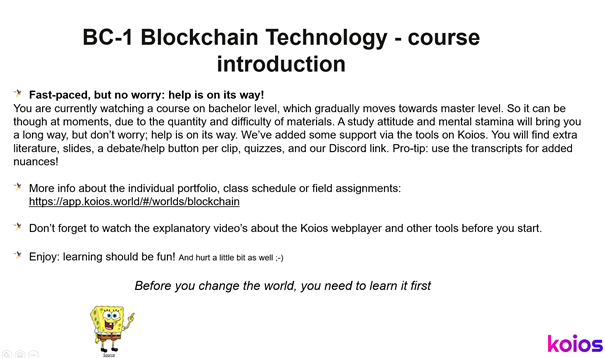 BC-1 Blockchain Technology - course
introduction
Fast-paced, but no worry: help is on its way!
You are currently watching a course on bachelor level, which gradually moves towards master level. So it can be
though at moments, due to the quantity and difficulty of materials. A study attitude and mental stamina will bring you
a long way, but don't worry; help is on its way. We've added some support via the tools on Koios. You will find extra
literature, slides, a debate/help button per clip, quizzes, and our Discord link. Pro-tip: use the transcripts for added
nuances!
More info about the individual portfolio, class schedule or field assignments:
https://app.koios.world/#/worlds/blockchain
Don't forget to watch the explanatory video's about the Koios webplayer and other tools before you start.
Enjoy: learning should be fun! And hurt a little bit as well ;-)
Before you change the world, you need to learn it first
koios